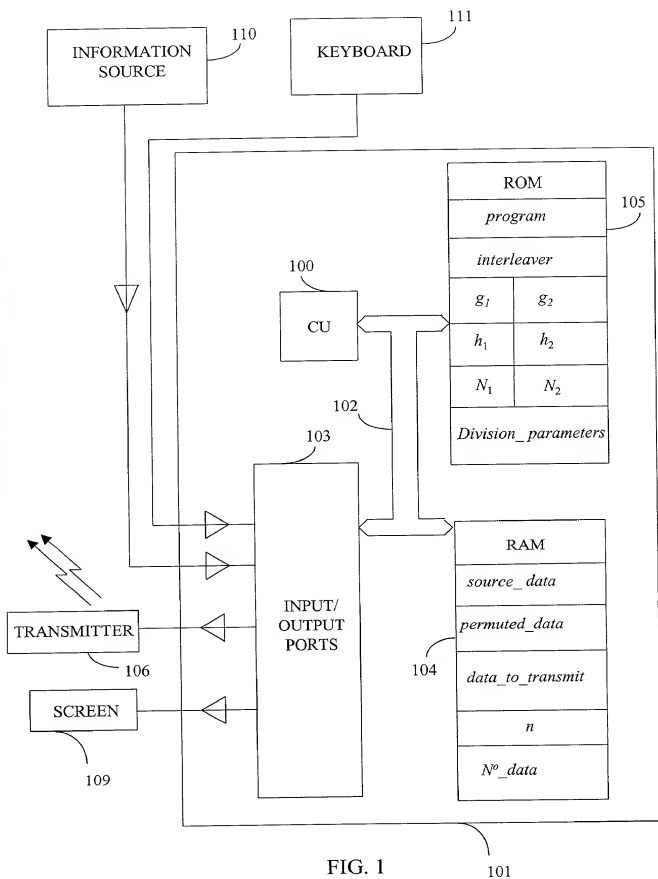 110
111
INFORMATION
SOURCE
KEYBOARD
ROM
105
program
interleaver
g1 g2
h1 h2
N1 N2
Division_parameters
100
CU
102
103
INPUT/
OUTPUT
PORTS
RAM
source_data
permuted_data
104
data_to_transmit
n
Nº_data
TRANSMITTER
106
SCREEN
109
101
FIG. 1